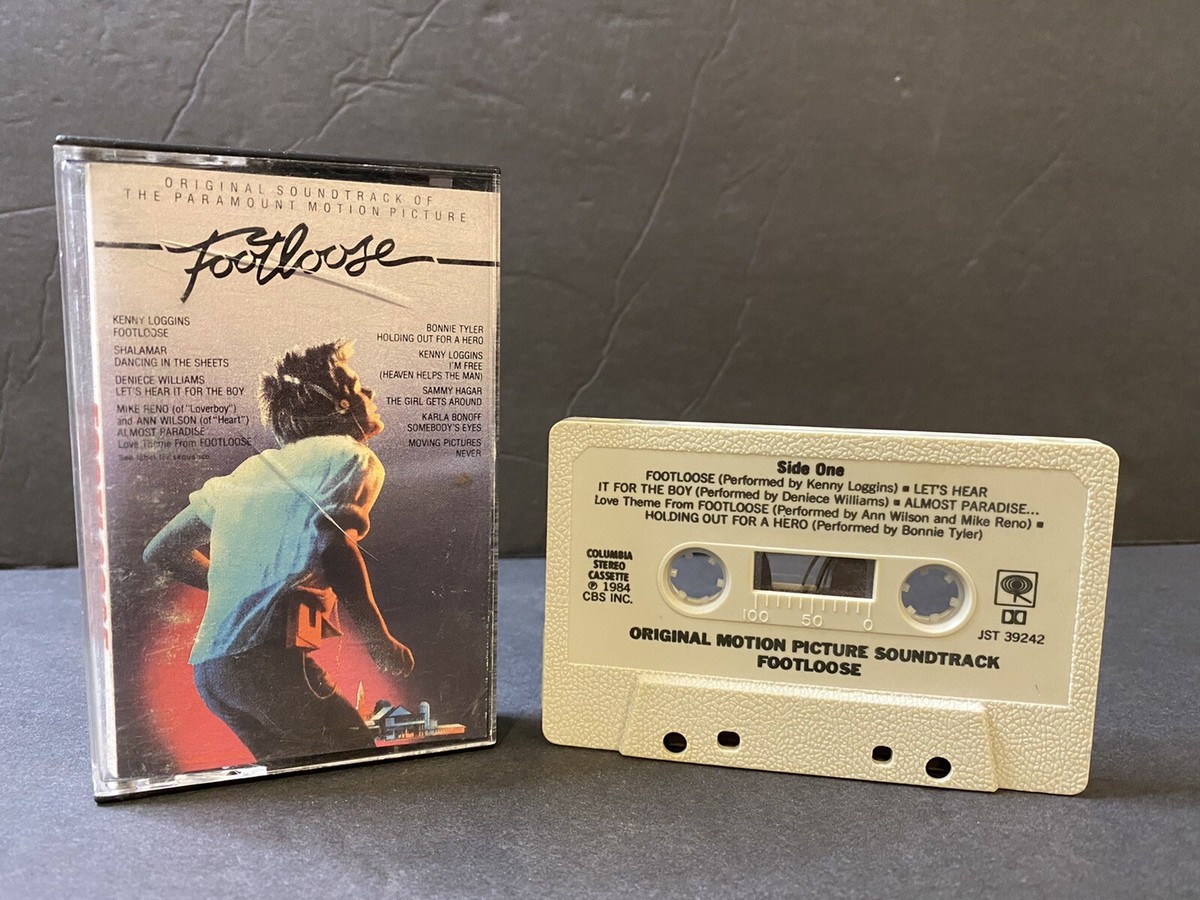 ORIGINAL SOUNDTRACK OF
THE PARAMOUNT MOTION PICTURE
Footloose
KENNY LOGGINS
FOOTLOOSE
SHALAMAR
DANCING IN THE SHEETS
DENIECE WILLIAMS
LET'S HEAR IT FOR THE BOY
MIKE RENO (of "Loverboy")
and ANN WILSON (of "Heart")
ALMOST PARADISE
Love Theme From FOOTLOOSE
See label for sequence
BONNIE TYLER
HOLDING OUT FOR A HERO
KENNY LOGGINS
I'M FREE
(HEAVEN HELPS THE MAN)
SAMMY HAGAR
THE GIRL GETS AROUND
KARLA BONOFF
SOMEBODY'S EYES
MOVING PICTURES
NEVER
Side One
FOOTLOOSE (Performed by Kenny Loggins) ▪ LET'S HEAR
IT FOR THE BOY (Performed by Deniece Williams) ▪ ALMOST PARADISE...
Love Theme From FOOTLOOSE (Performed by Ann Wilson and Mike Reno) ▪
HOLDING OUT FOR A HERO (Performed by Bonnie Tyler)
COLUMBIA
STEREO
CASSETTE
℗ 1984
CBS INC.
100 50 0
JST 39242
ORIGINAL MOTION PICTURE SOUNDTRACK
FOOTLOOSE